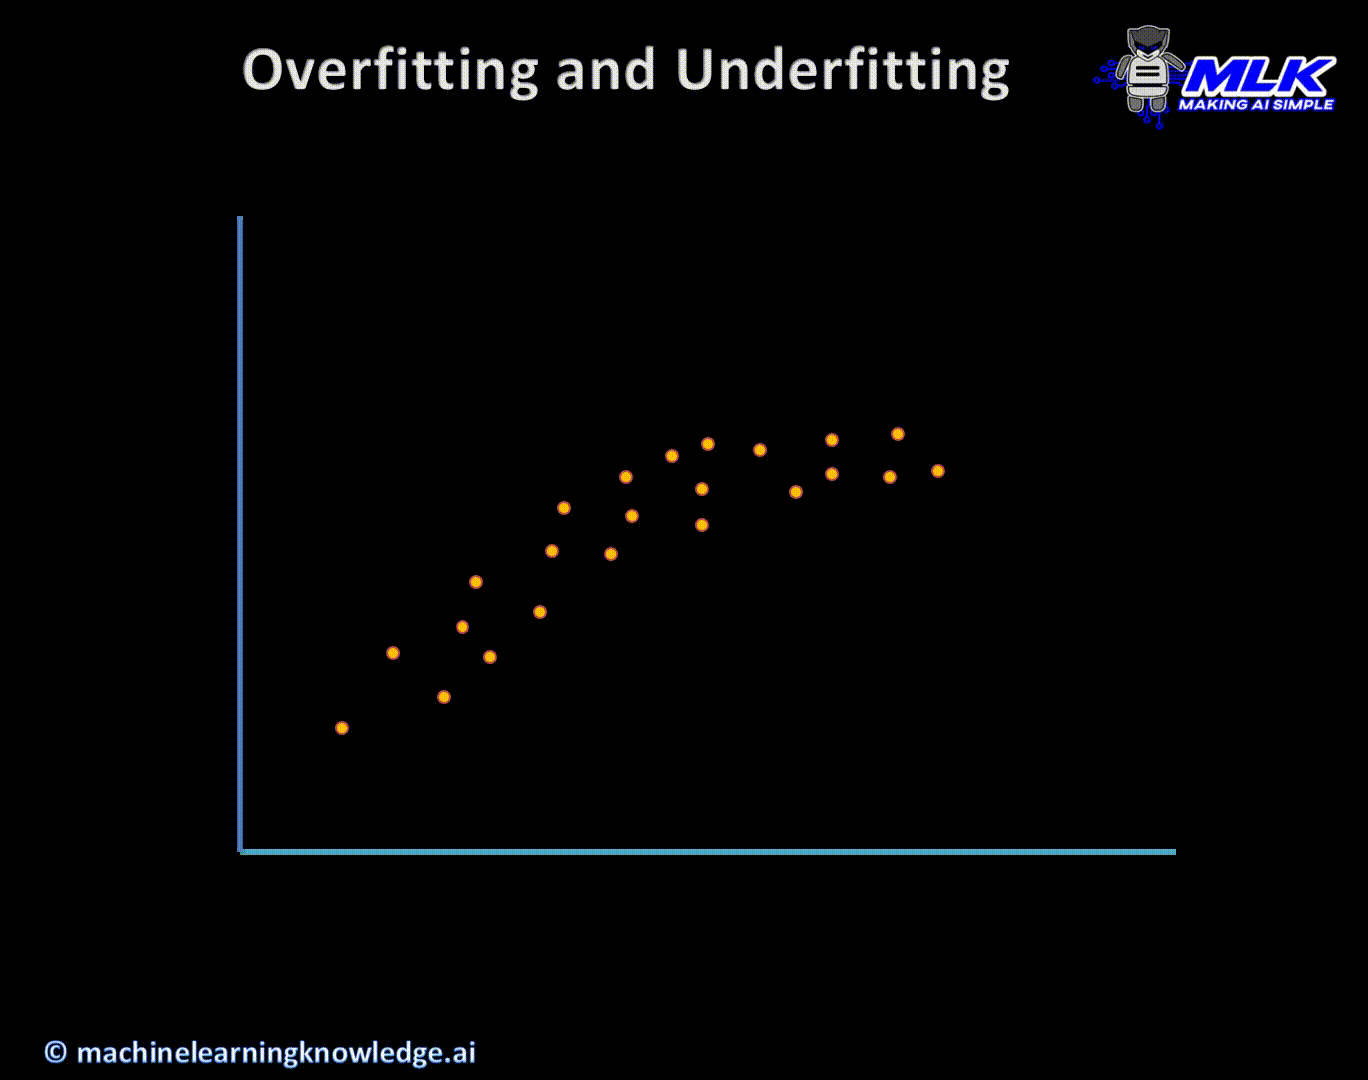 Overfitting and Underfitting
MLK
MAKING AI SIMPLE
© machinelearningknowledge.ai